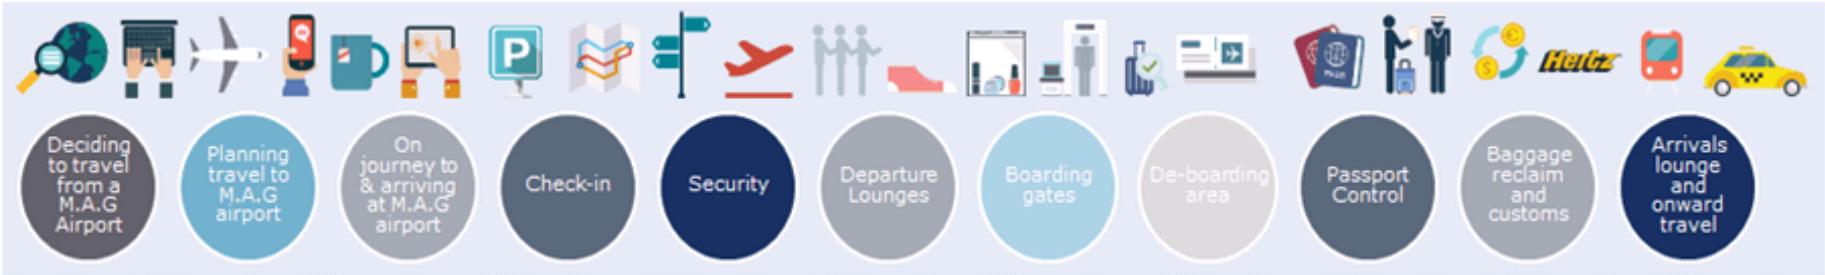 P
Hertz
Deciding
to travel
from a
M.A.G
Airport
Planning
travel to
M.A.G
airport
On
journey to
& arriving
at M.A.G
airport
Check-in
Security
Departure
Lounges
Boarding
gates
De-boarding
area
Passport
Control
Baggage
reclaim
and
customs
Arrivals
lounge
and
onward
travel